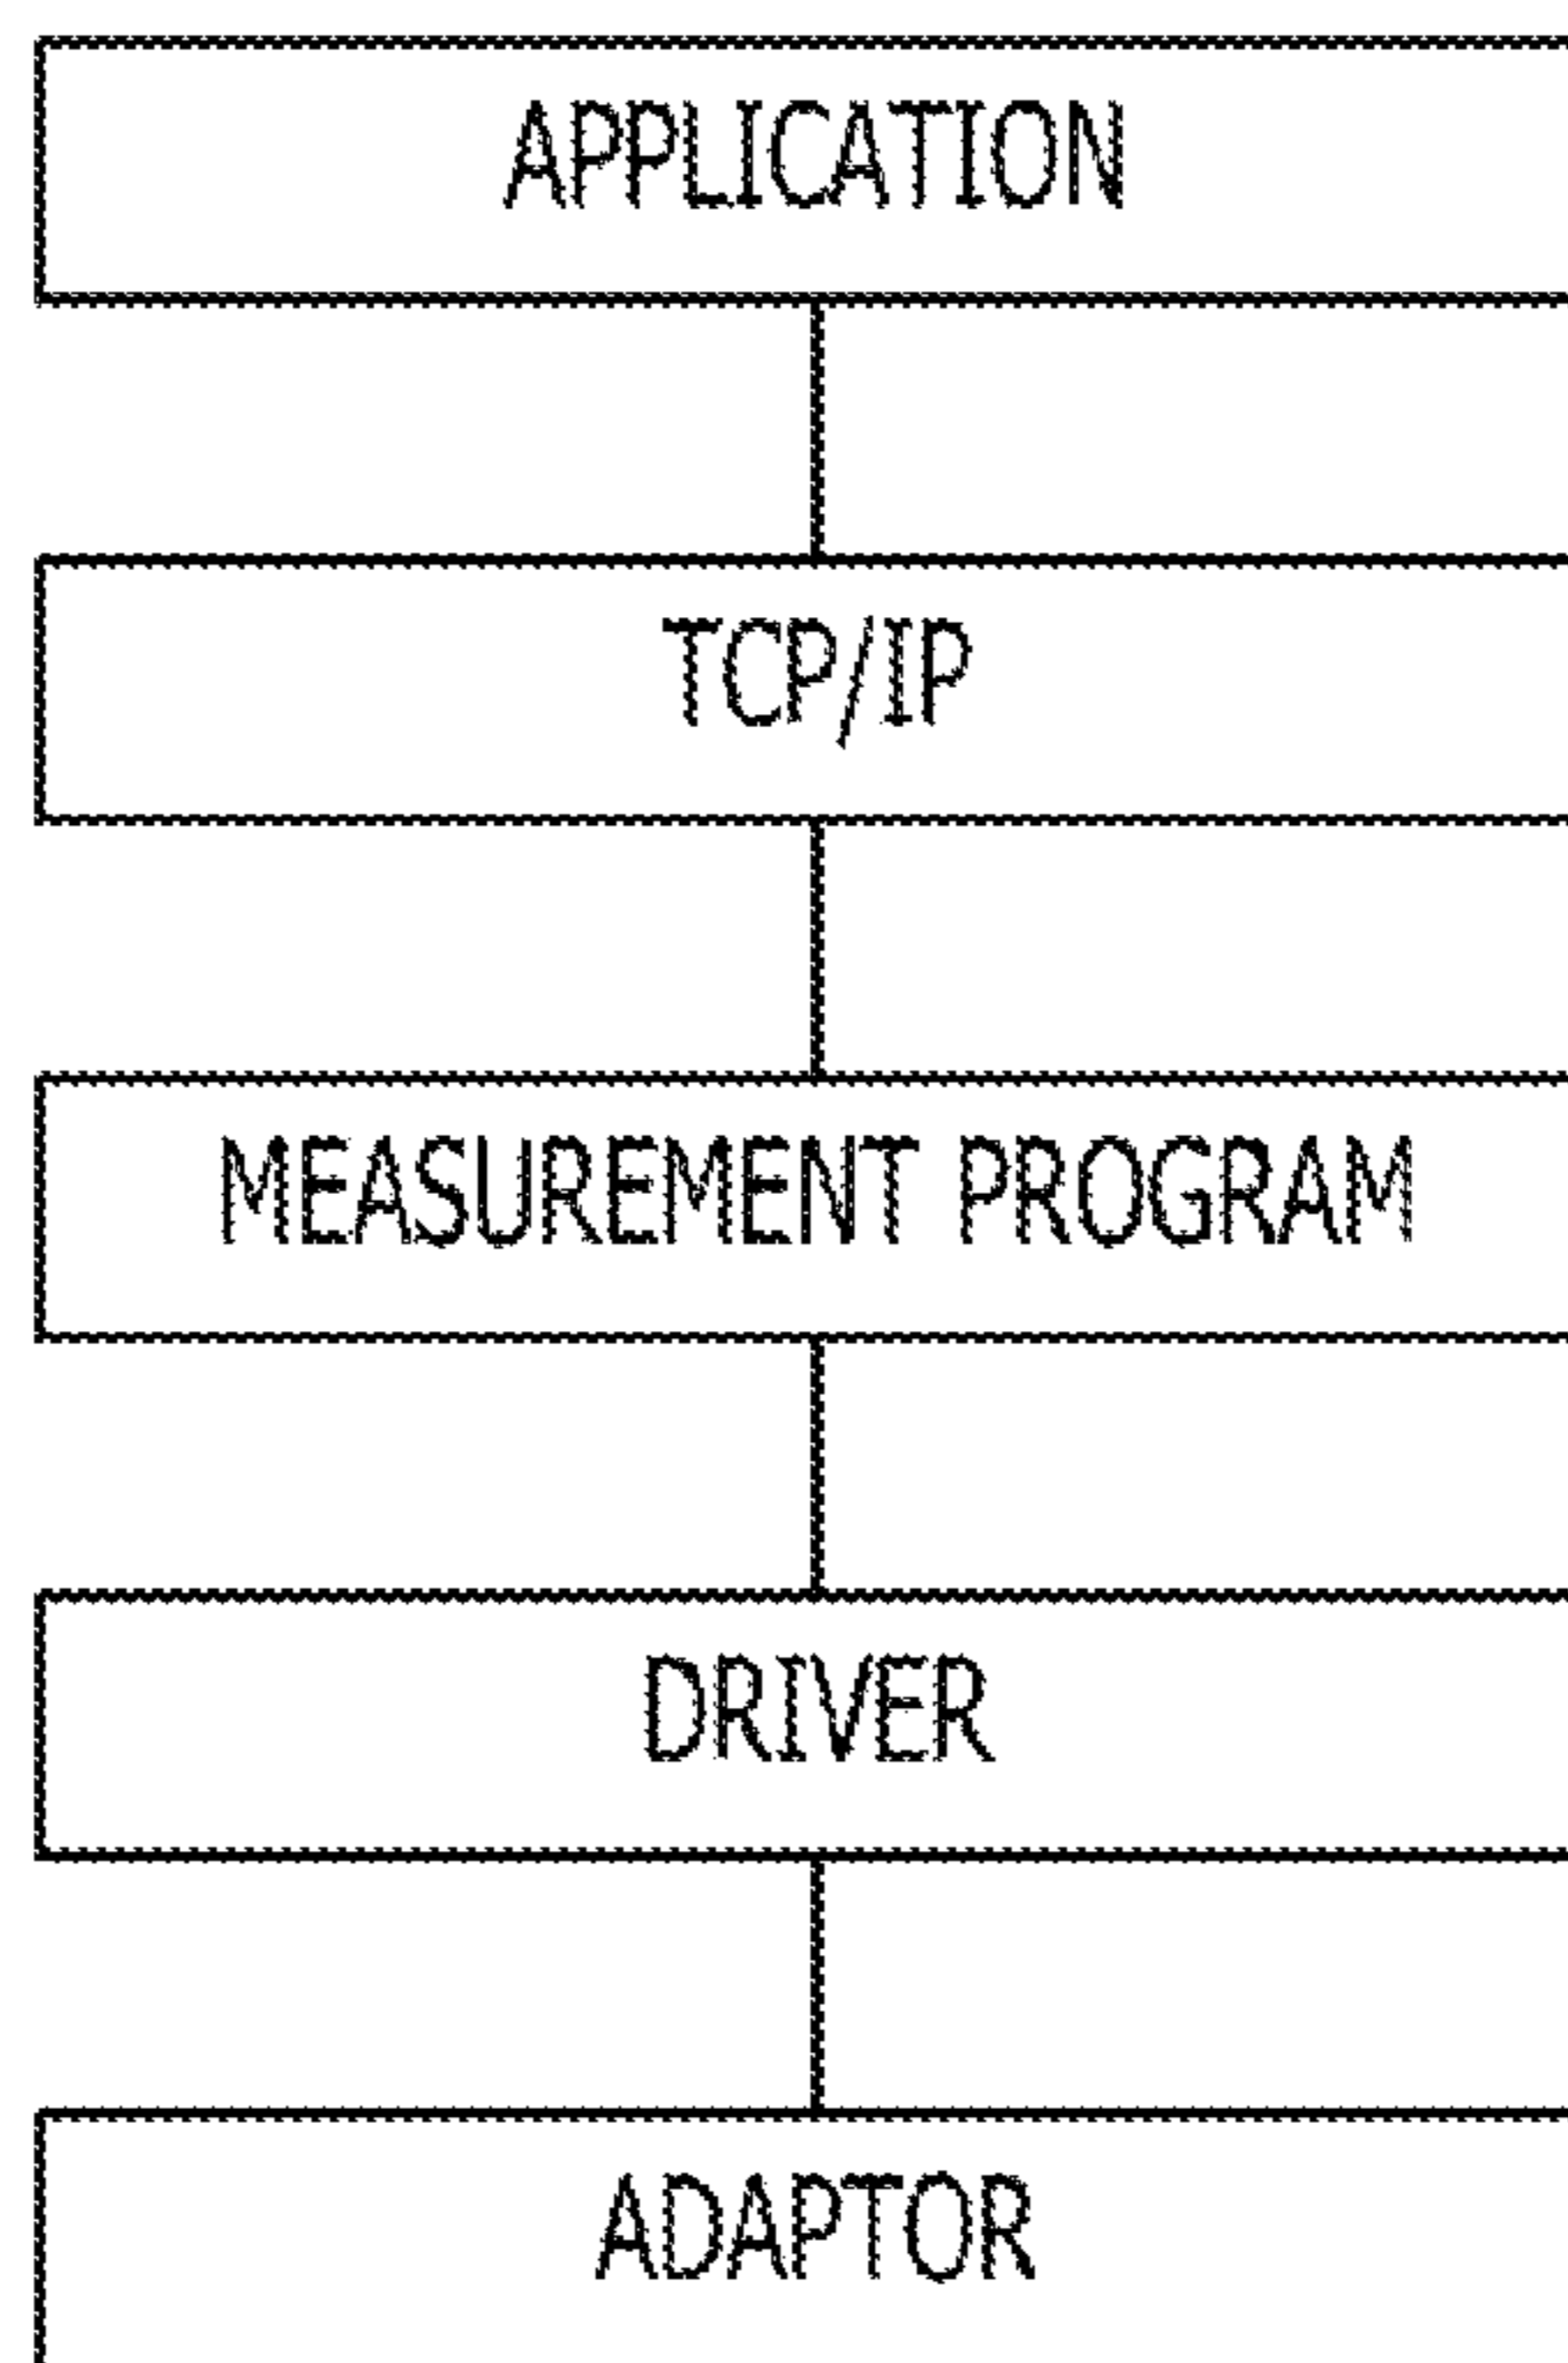 APPLICATION
TCP/IP
MEASUREMENT PROGRAM
DRIVER
ADAPTOR